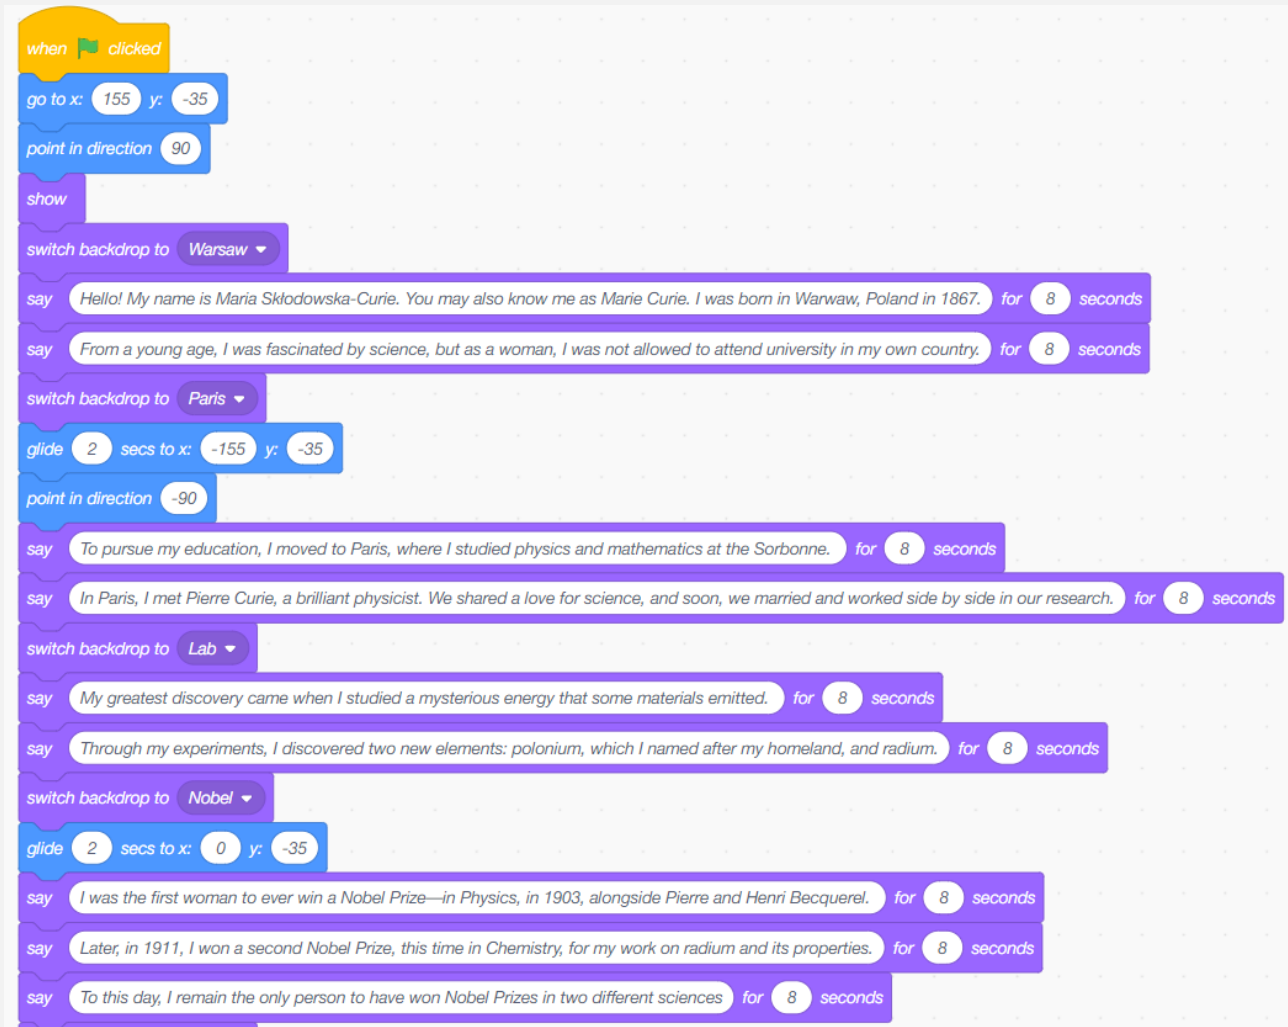 when clicked
go to x: 155 y: -35
point in direction 90
show
switch backdrop to Warsaw
say Hello! My name is Maria Skłodowska-Curie. You may also know me as Marie Curie. I was born in Warwaw, Poland in 1867. for 8 seconds
say From a young age, I was fascinated by science, but as a woman, I was not allowed to attend university in my own country. for 8 seconds
switch backdrop to Paris
glide 2 secs to x: -155 y: -35
point in direction -90
say To pursue my education, I moved to Paris, where I studied physics and mathematics at the Sorbonne. for 8 seconds
say In Paris, I met Pierre Curie, a brilliant physicist. We shared a love for science, and soon, we married and worked side by side in our research. for 8 seconds
switch backdrop to Lab
say My greatest discovery came when I studied a mysterious energy that some materials emitted. for 8 seconds
say Through my experiments, I discovered two new elements: polonium, which I named after my homeland, and radium. for 8 seconds
switch backdrop to Nobel
glide 2 secs to x: 0 y: -35
say I was the first woman to ever win a Nobel Prize—in Physics, in 1903, alongside Pierre and Henri Becquerel. for 8 seconds
say Later, in 1911, I won a second Nobel Prize, this time in Chemistry, for my work on radium and its properties. for 8 seconds
say To this day, I remain the only person to have won Nobel Prizes in two different sciences for 8 seconds